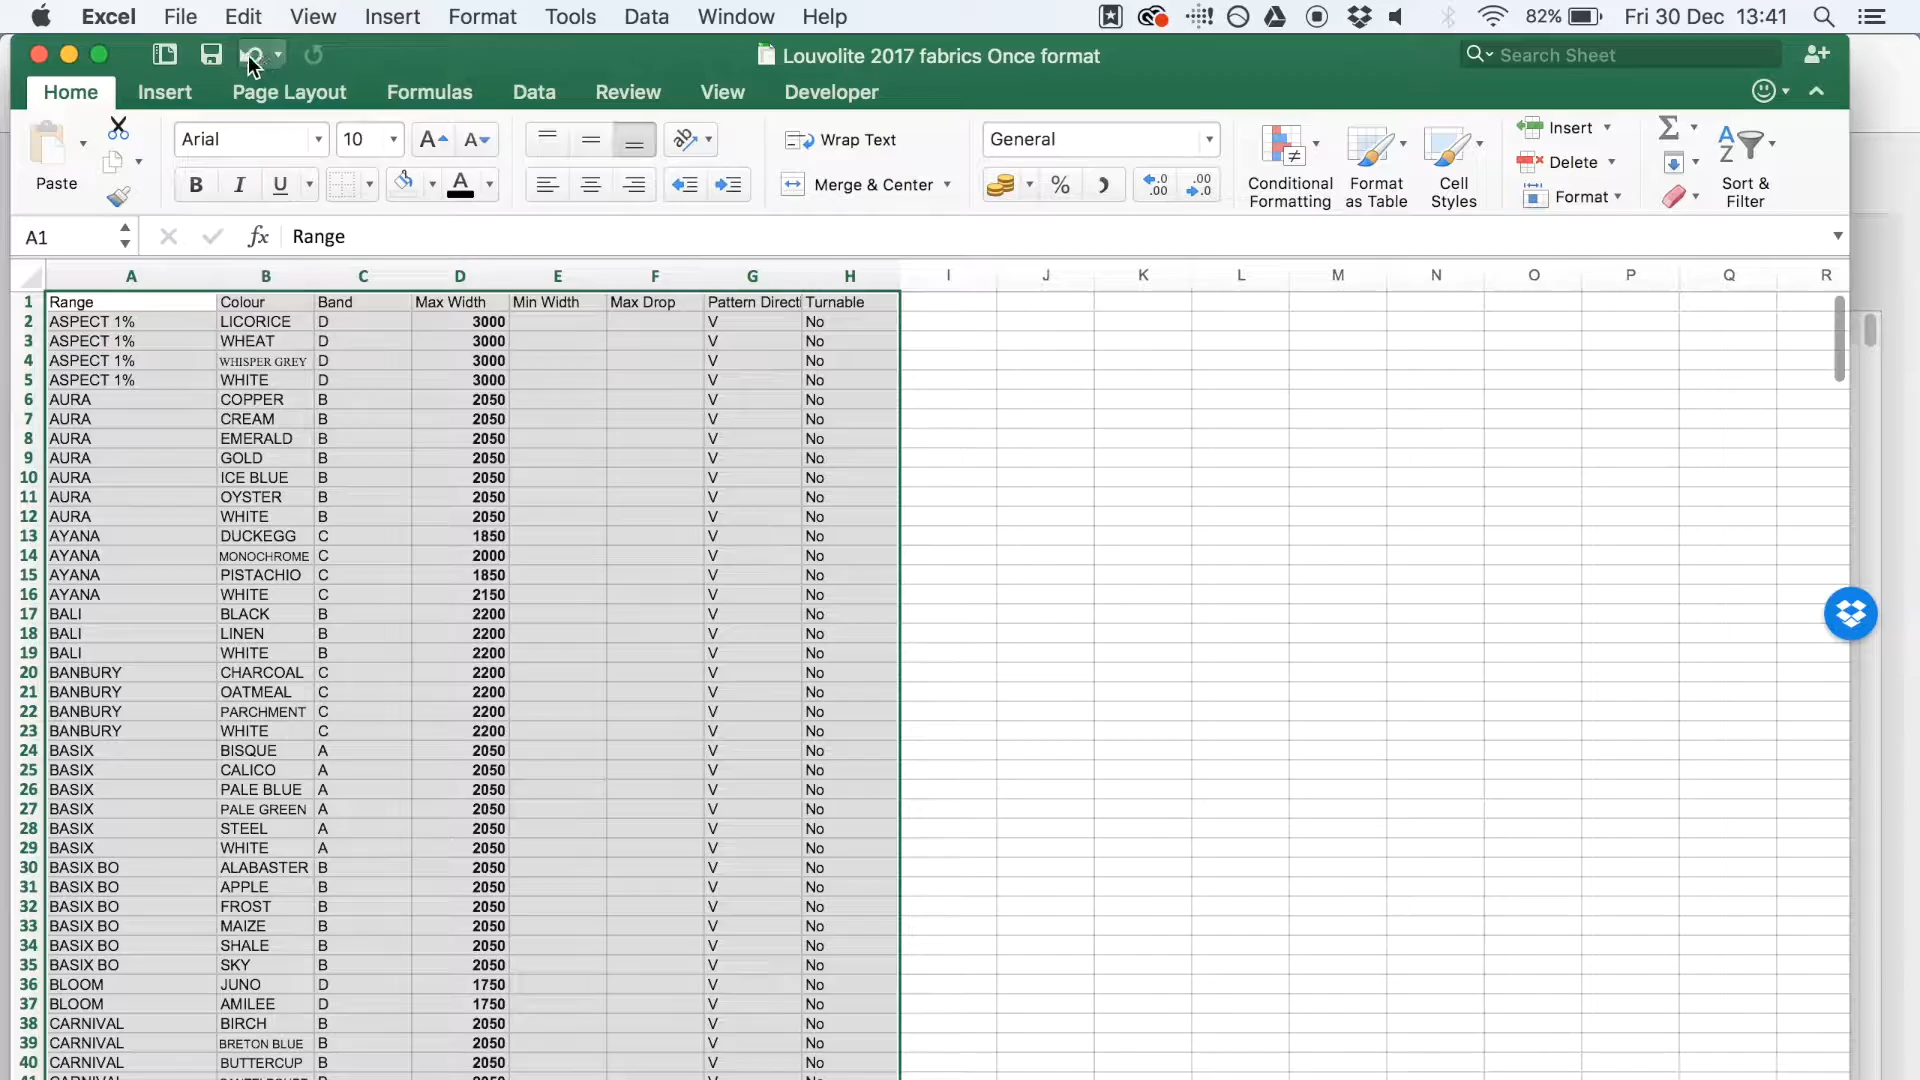 Excel File Edit View Insert Format Tools Data Window Help 82% Fri 30 Dec 13:41
Louvolite 2017 fabrics Once format Search Sheet
Home Insert Page Layout Formulas Data Review View Developer
Paste Arial 10 Wrap Text General Insert
Merge & Center % Delete
Conditional Formatting Format as Table Cell Styles Format Sort & Filter
A1 fx Range
A B C D E F G H I J K L M N O P Q R
1 Range Colour Band Max Width Min Width Max Drop Pattern Directi Turnable
2 ASPECT 1% LICORICE D 3000 V No
3 ASPECT 1% WHEAT D 3000 V No
4 ASPECT 1% WHISPER GREY D 3000 V No
5 ASPECT 1% WHITE D 3000 V No
6 AURA COPPER B 2050 V No
7 AURA CREAM B 2050 V No
8 AURA EMERALD B 2050 V No
9 AURA GOLD B 2050 V No
10 AURA ICE BLUE B 2050 V No
11 AURA OYSTER B 2050 V No
12 AURA WHITE B 2050 V No
13 AYANA DUCKEGG C 1850 V No
14 AYANA MONOCHROME C 2000 V No
15 AYANA PISTACHIO C 1850 V No
16 AYANA WHITE C 2150 V No
17 BALI BLACK B 2200 V No
18 BALI LINEN B 2200 V No
19 BALI WHITE B 2200 V No
20 BANBURY CHARCOAL C 2200 V No
21 BANBURY OATMEAL C 2200 V No
22 BANBURY PARCHMENT C 2200 V No
23 BANBURY WHITE C 2200 V No
24 BASIX BISQUE A 2050 V No
25 BASIX CALICO A 2050 V No
26 BASIX PALE BLUE A 2050 V No
27 BASIX PALE GREEN A 2050 V No
28 BASIX STEEL A 2050 V No
29 BASIX WHITE A 2050 V No
30 BASIX BO ALABASTER B 2050 V No
31 BASIX BO APPLE B 2050 V No
32 BASIX BO FROST B 2050 V No
33 BASIX BO MAIZE B 2050 V No
34 BASIX BO SHALE B 2050 V No
35 BASIX BO SKY B 2050 V No
36 BLOOM JUNO D 1750 V No
37 BLOOM AMILEE D 1750 V No
38 CARNIVAL BIRCH B 2050 V No
39 CARNIVAL BRETON BLUE B 2050 V No
40 CARNIVAL BUTTERCUP B 2050 V No